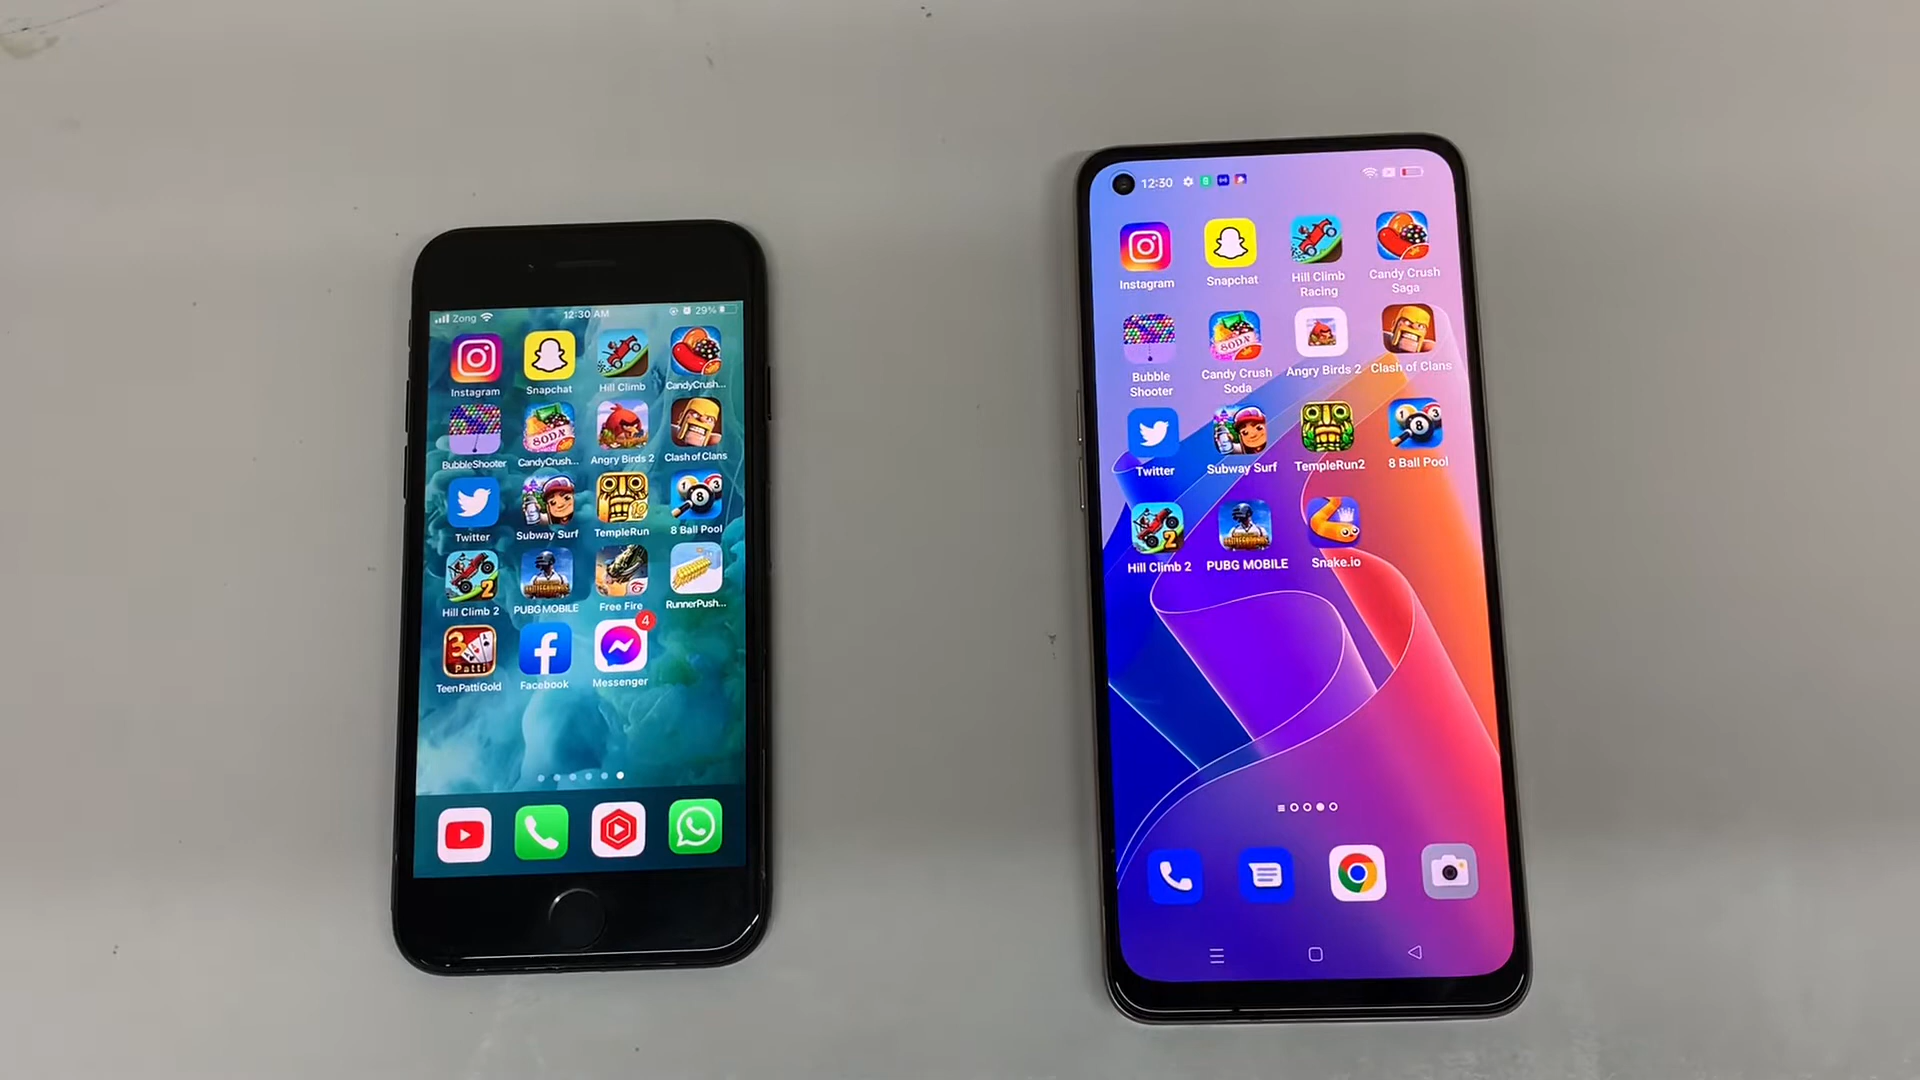 Zong 12:30 AM 29%
Instagram Snapchat Hill Climb CandyCrush...
BubbleShooter CandyCrush... Angry Birds 2 Clash of Clans
Twitter Subway Surf TempleRun 8 Ball Pool
Hill Climb 2 PUBG MOBILE Free Fire RunnerPush...
4
TeenPattiGold Facebook Messenger
12:30
Instagram Snapchat Hill Climb Racing Candy Crush Saga
Bubble Shooter Candy Crush Soda Angry Birds 2 Clash of Clans
Twitter Subway Surf TempleRun2 8 Ball Pool
Hill Climb 2 PUBG MOBILE Snake.io